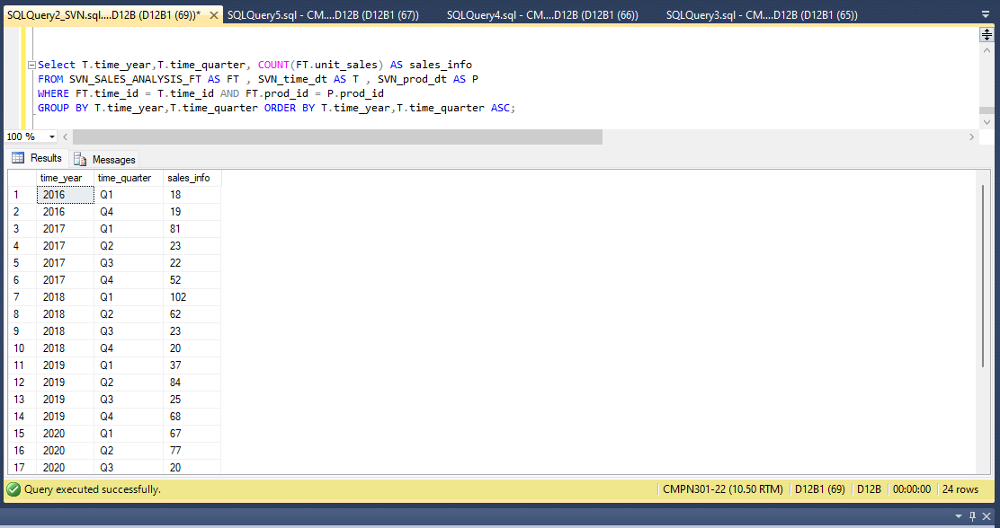 SQLQuery2_SVN.sql....D12B (D12B1 (69))* SQLQuery5.sql - CM....D12B (D12B1 (67)) SQLQuery4.sql - CM....D12B (D12B1 (66)) SQLQuery3.sql - CM....D12B (D12B1 (65))
Select T.time_year,T.time_quarter, COUNT(FT.unit_sales) AS sales_info
FROM SVN_SALES_ANALYSIS_FT AS FT , SVN_time_dt AS T , SVN_prod_dt AS P
WHERE FT.time_id = T.time_id AND FT.prod_id = P.prod_id
GROUP BY T.time_year,T.time_quarter ORDER BY T.time_year,T.time_quarter ASC;
100 %
Results Messages
time_year time_quarter sales_info
1 2016 Q1 18
2 2016 Q4 19
3 2017 Q1 81
4 2017 Q2 23
5 2017 Q3 22
6 2017 Q4 52
7 2018 Q1 102
8 2018 Q2 62
9 2018 Q3 23
10 2018 Q4 20
11 2019 Q1 37
12 2019 Q2 84
13 2019 Q3 25
14 2019 Q4 68
15 2020 Q1 67
16 2020 Q2 77
17 2020 Q3 20
Query executed successfully. CMPN301-22 (10.50 RTM) D12B1 (69) D12B 00:00:00 24 rows